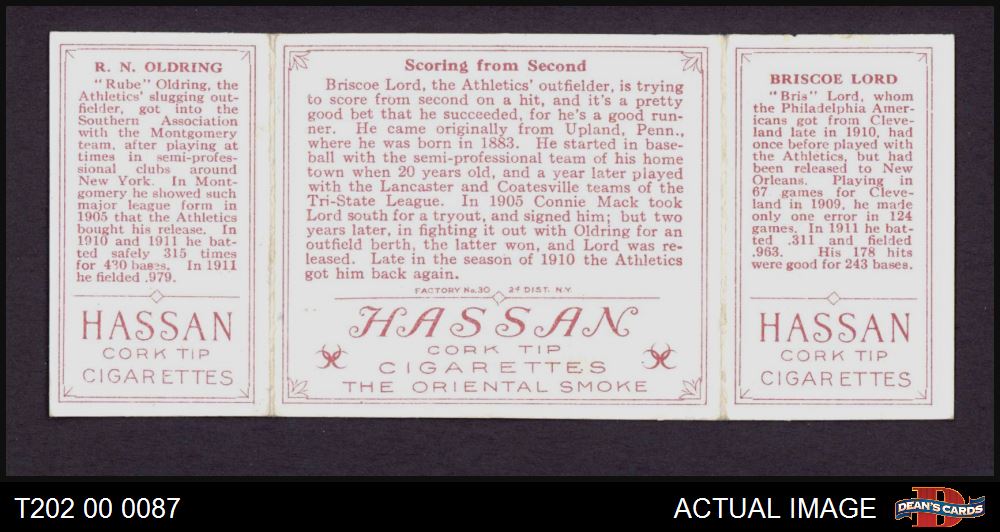 R. N. OLDRING
"Rube" Oldring, the
Athletics' slugging out-
fielder, got into the
Southern Association
with the Montgomery
team, after playing at
times in semi-profes-
sional clubs around
New York. In Mont-
gomery he showed such
major league form in
1905 that the Athletics
bought his release. In
1910 and 1911 he bat-
ted safely 315 times
for 430 bases. In 1911
he fielded .979.
HASSAN
CORK TIP
CIGARETTES
Scoring from Second
Briscoe Lord, the Athletics' outfielder, is trying
to score from second on a hit, and it's a pretty
good bet that he succeeded, for he's a good run-
ner. He came originally from Upland, Penn.,
where he was born in 1883. He started in base-
ball with the semi-professional team of his home
town when 20 years old, and a year later played
with the Lancaster and Coatesville teams of the
Tri-State League. In 1905 Connie Mack took
Lord south for a tryout, and signed him; but two
years later, in fighting it out with Oldring for an
outfield berth, the latter won, and Lord was re-
leased. Late in the season of 1910 the Athletics
got him back again.
FACTORY No. 30 2d DIST. N.Y.
HASSAN
CORK TIP
CIGARETTES
THE ORIENTAL SMOKE
BRISCOE LORD
"Bris" Lord, whom
the Philadelphia Amer-
icans got from Cleve-
land late in 1910, had
once before played with
the Athletics, but had
been released to New
Orleans. Playing in
67 games for Cleve-
land in 1909, he made
only one error in 124
games. In 1911 he bat-
ted .311 and fielded
.963. His 178 hits
were good for 243 bases.
HASSAN
CORK TIP
CIGARETTES
T202 00 0087
ACTUAL IMAGE
D
DEAN'S CARDS